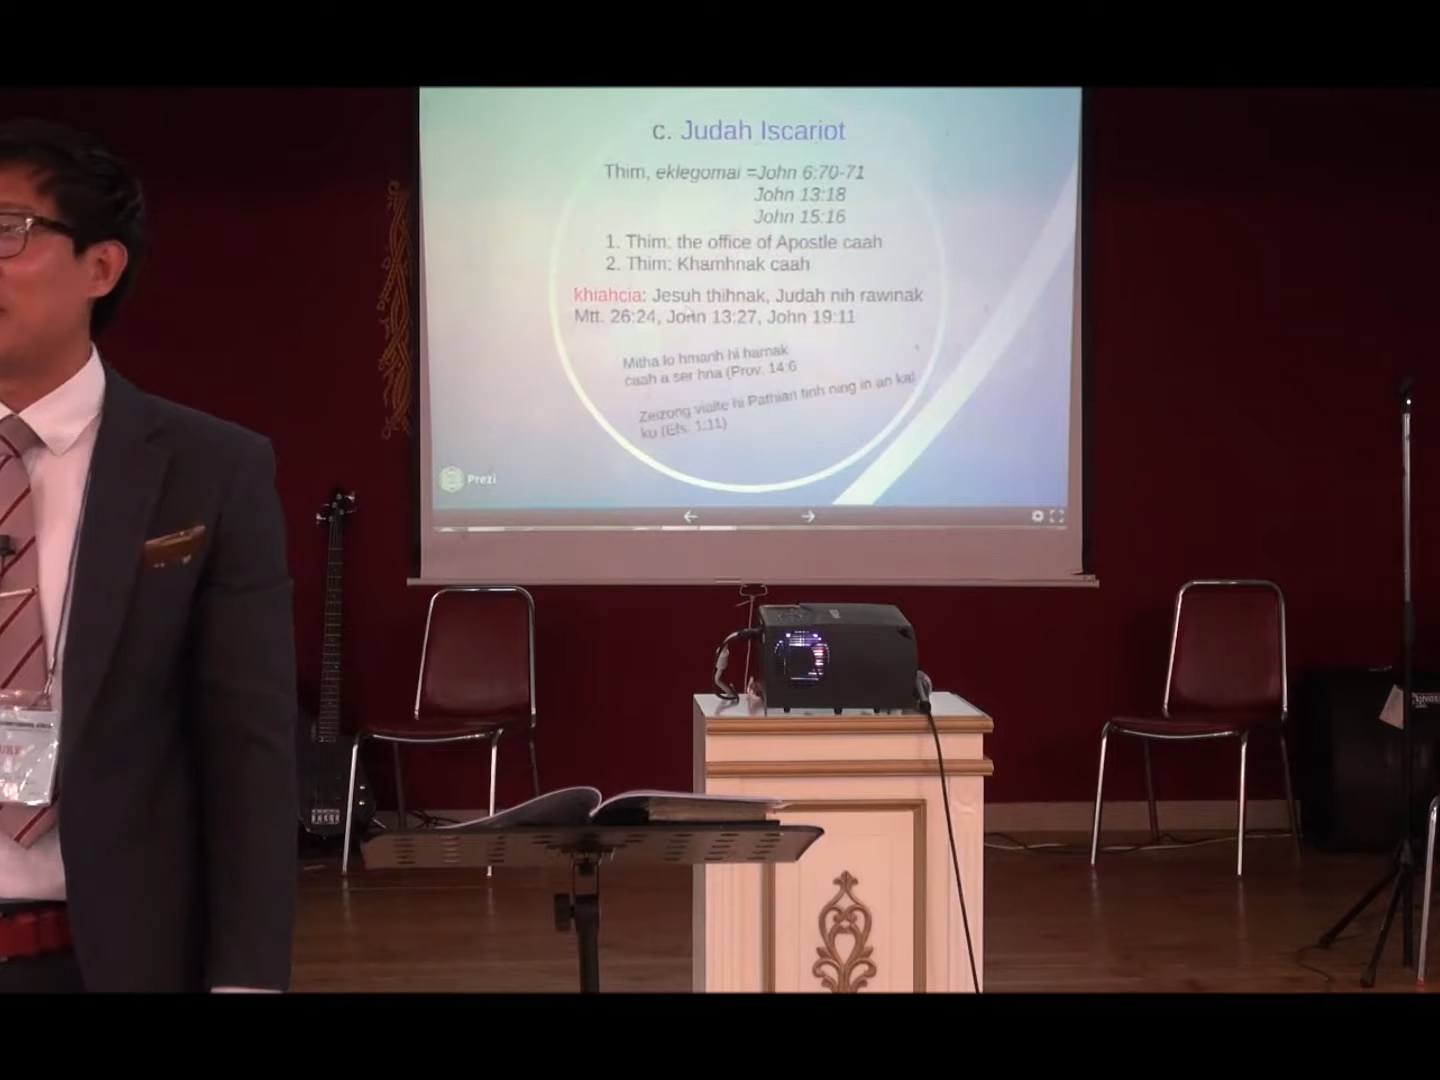 c. Judah Iscariot
Thim, eklegomai =John 6:70-71
John 13:18
John 15:16
1. Thim: the office of Apostle caah
2. Thim: Khamhnak caah
khiahcia: Jesuh thihnak, Judah nih rawinak
Mtt. 26:24, John 13:27, John 19:11
Mitha lo hmanh hi hamak
caah a ser hna (Prov. 14:6
Zeizong vialte hi Pathian tinh ning in an kal
ko (Efs. 1:11)
Prezi